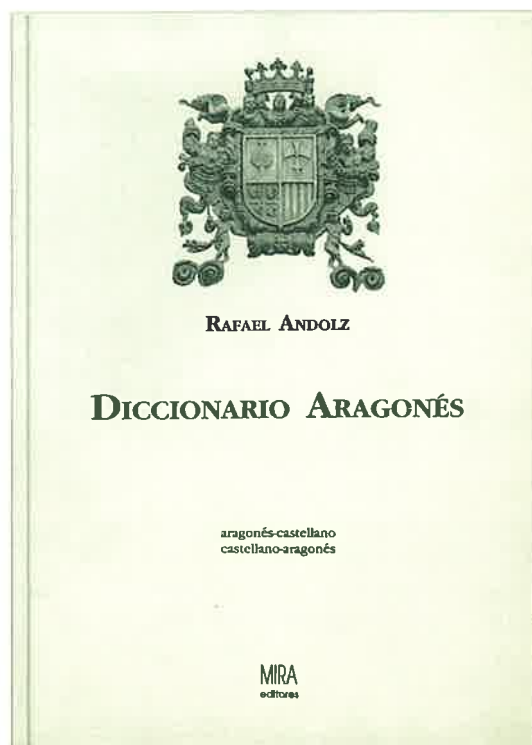 RAFAEL ANDOLZ
DICCIONARIO ARAGONÉS
aragonés-castellano
castellano-aragonés
MIRA
editores